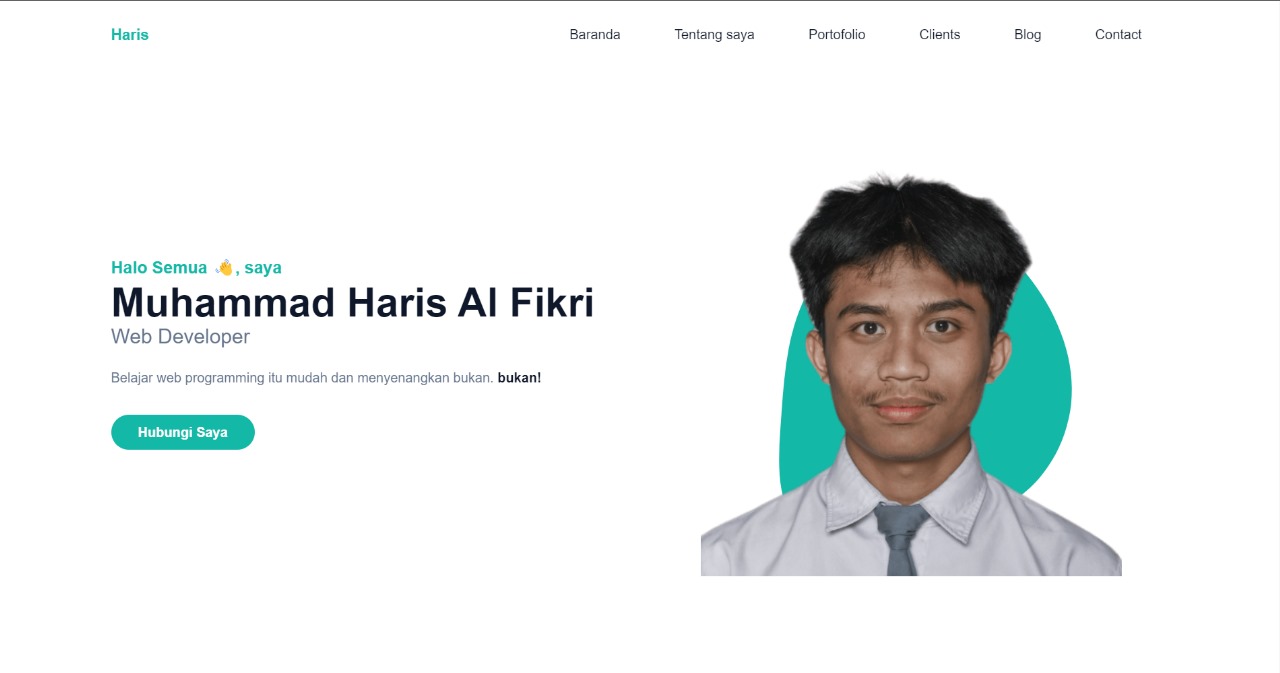 Haris
Baranda Tentang saya Portofolio Clients Blog Contact
Halo Semua 👋, saya
Muhammad Haris Al Fikri
Web Developer
Belajar web programming itu mudah dan menyenangkan bukan. bukan!
Hubungi Saya